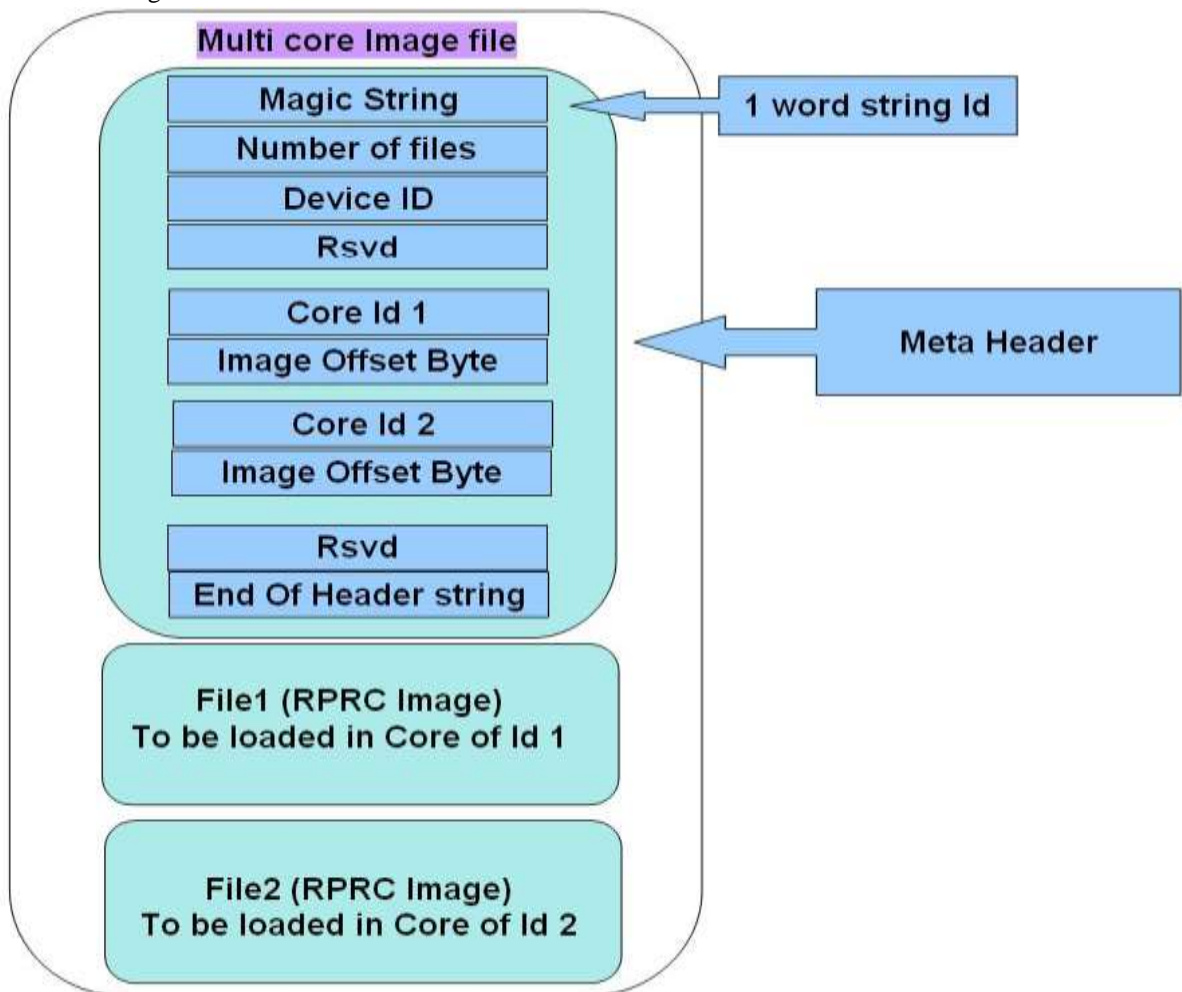 Multi core Image file
Magic String
1 word string Id
Number of files
Device ID
Rsvd
Core Id 1
Image Offset Byte
Meta Header
Core Id 2
Image Offset Byte
Rsvd
End Of Header string
File1 (RPRC Image)
To be loaded in Core of Id 1
File2 (RPRC Image)
To be loaded in Core of Id 2